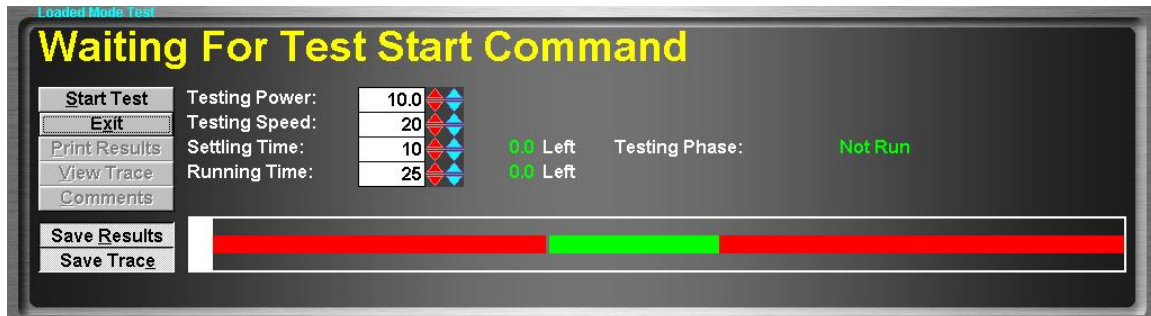 Loaded Mode Test
Waiting For Test Start Command
Start Test Testing Power: 10.0
Exit Testing Speed: 20
Print Results Settling Time: 10 0.0 Left Testing Phase: Not Run
View Trace Running Time: 25 0.0 Left
Comments
Save Results
Save Trace